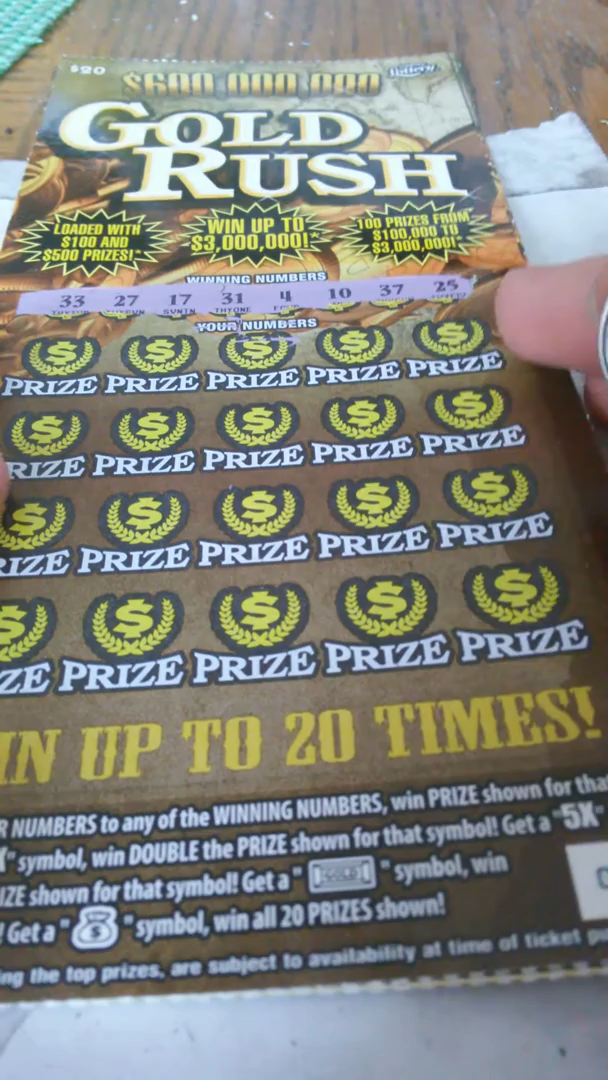 $20
$600,000,000
Lottery
GOLD
RUSH
LOADED WITH
$100 AND
$500 PRIZES!*
WIN UP TO
$3,000,000!*
100 PRIZES FROM
$100,000 TO
$3,000,000!*
WINNING NUMBERS
33 27 17 31 4 10 37 25
SVNTN THYONE
YOUR NUMBERS
$ $ $ $ $
PRIZE PRIZE PRIZE PRIZE PRIZE
$ $ $ $ $
RIZE PRIZE PRIZE PRIZE PRIZE
$ $ $ $ $
IZE PRIZE PRIZE PRIZE PRIZE
$ $ $ $ $
ZE PRIZE PRIZE PRIZE PRIZE
IN UP TO 20 TIMES!
R NUMBERS to any of the WINNING NUMBERS, win PRIZE shown for tha
" symbol, win DOUBLE the PRIZE shown for that symbol! Get a "5X"
IZE shown for that symbol! Get a " GOLD " symbol, win
! Get a " $ " symbol, win all 20 PRIZES shown!
ing the top prizes, are subject to availability at time of ticket